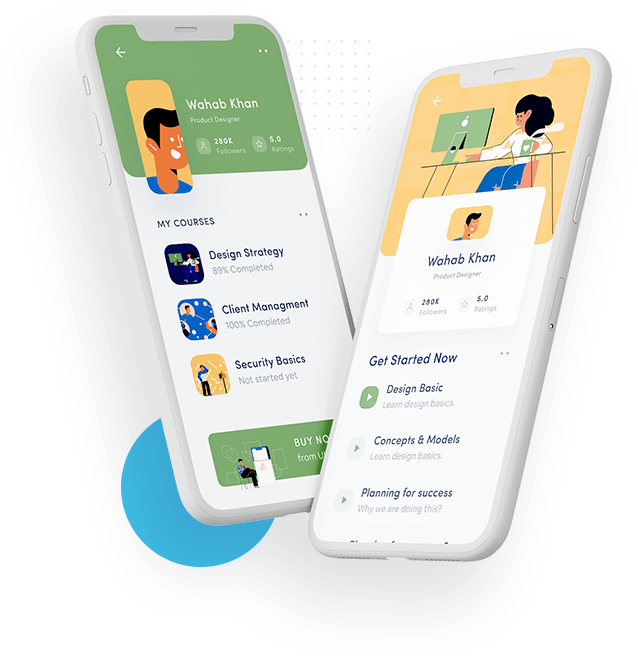 Wahab Khan
Product Designer
280K
Followers
5.0
Ratings
MY COURSES
Design Strategy
89% Completed
Client Managment
100% Completed
Security Basics
Not started yet
BUY NO
from U
Wahab Khan
Product Designer
280K
Followers
5.0
Ratings
Get Started Now
Design Basic
Learn design basics.
Concepts & Models
Learn design basics.
Planning for success
Why we are doing this?